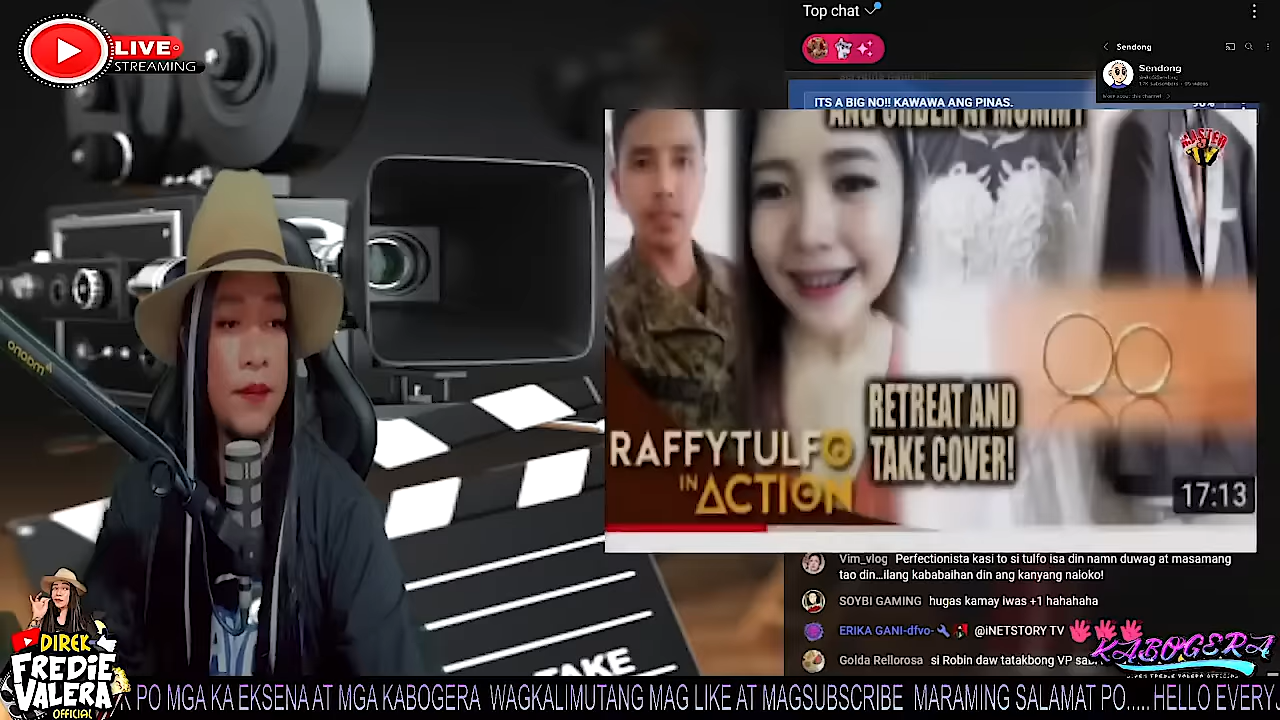 LIVE
STREAMING
Top chat
Sendong
Sendong
ITS A BIG NO!! KAWAWA ANG PINAS.
ANG ORDER NI MOMMY
MASTER
TV
RETREAT AND
TAKE COVER!
RAFFYTULFO
IN ACTION
17:13
maono
Vim_vlog Perfectionista kasi to si tulfo isa din namn duwag at masamang
tao din...ilang kababaihan din ang kanyang naloko!
SOYBI GAMING hugas kamay iwas +1 hahahaha
ERIKA GANI-dfvo- @iNETSTORY TV
Golda Rellorosa si Robin daw tatakbong VP
KABOGERA
TAKE
DIREK
FREDIE
VALERA
OFFICIAL
PO MGA KA EKSENA AT MGA KABOGERA WAGKALIMUTANG MAG LIKE AT MAGSUBSCRIBE MARAMING SALAMAT PO.....HELLO EVERY